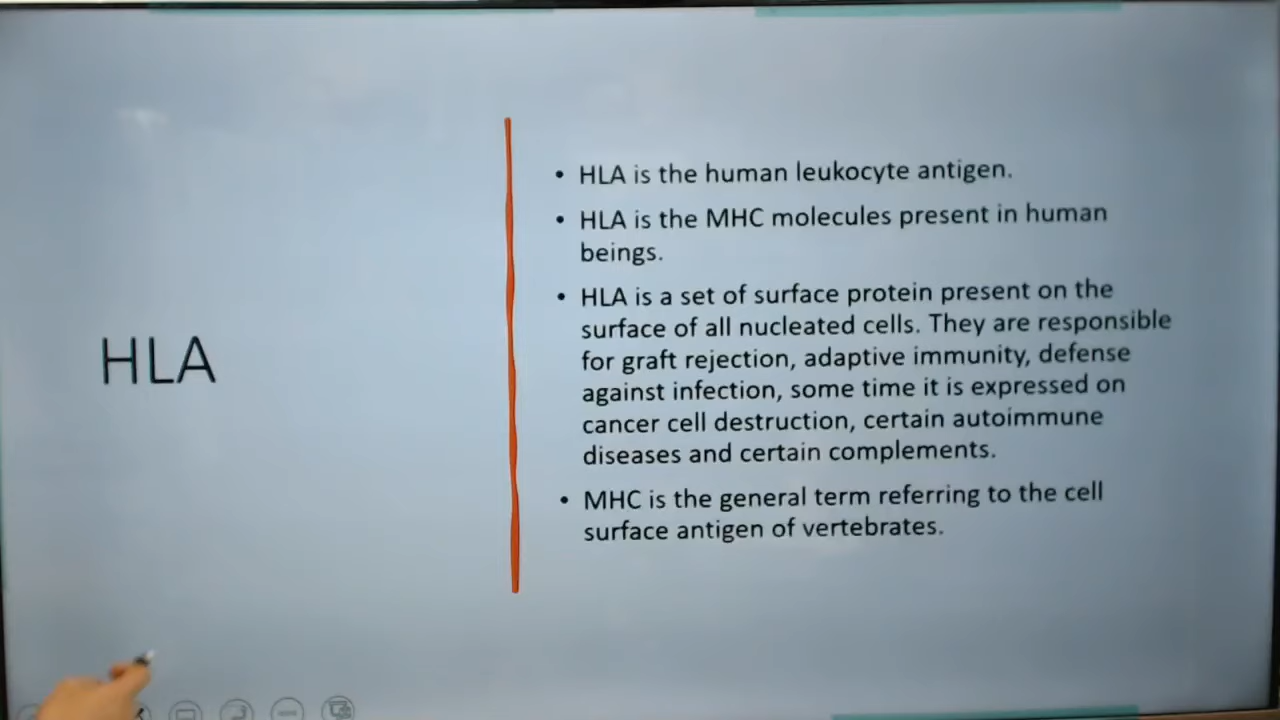 HLA
• HLA is the human leukocyte antigen.
• HLA is the MHC molecules present in human
beings.
• HLA is a set of surface protein present on the
surface of all nucleated cells. They are responsible
for graft rejection, adaptive immunity, defense
against infection, some time it is expressed on
cancer cell destruction, certain autoimmune
diseases and certain complements.
• MHC is the general term referring to the cell
surface antigen of vertebrates.